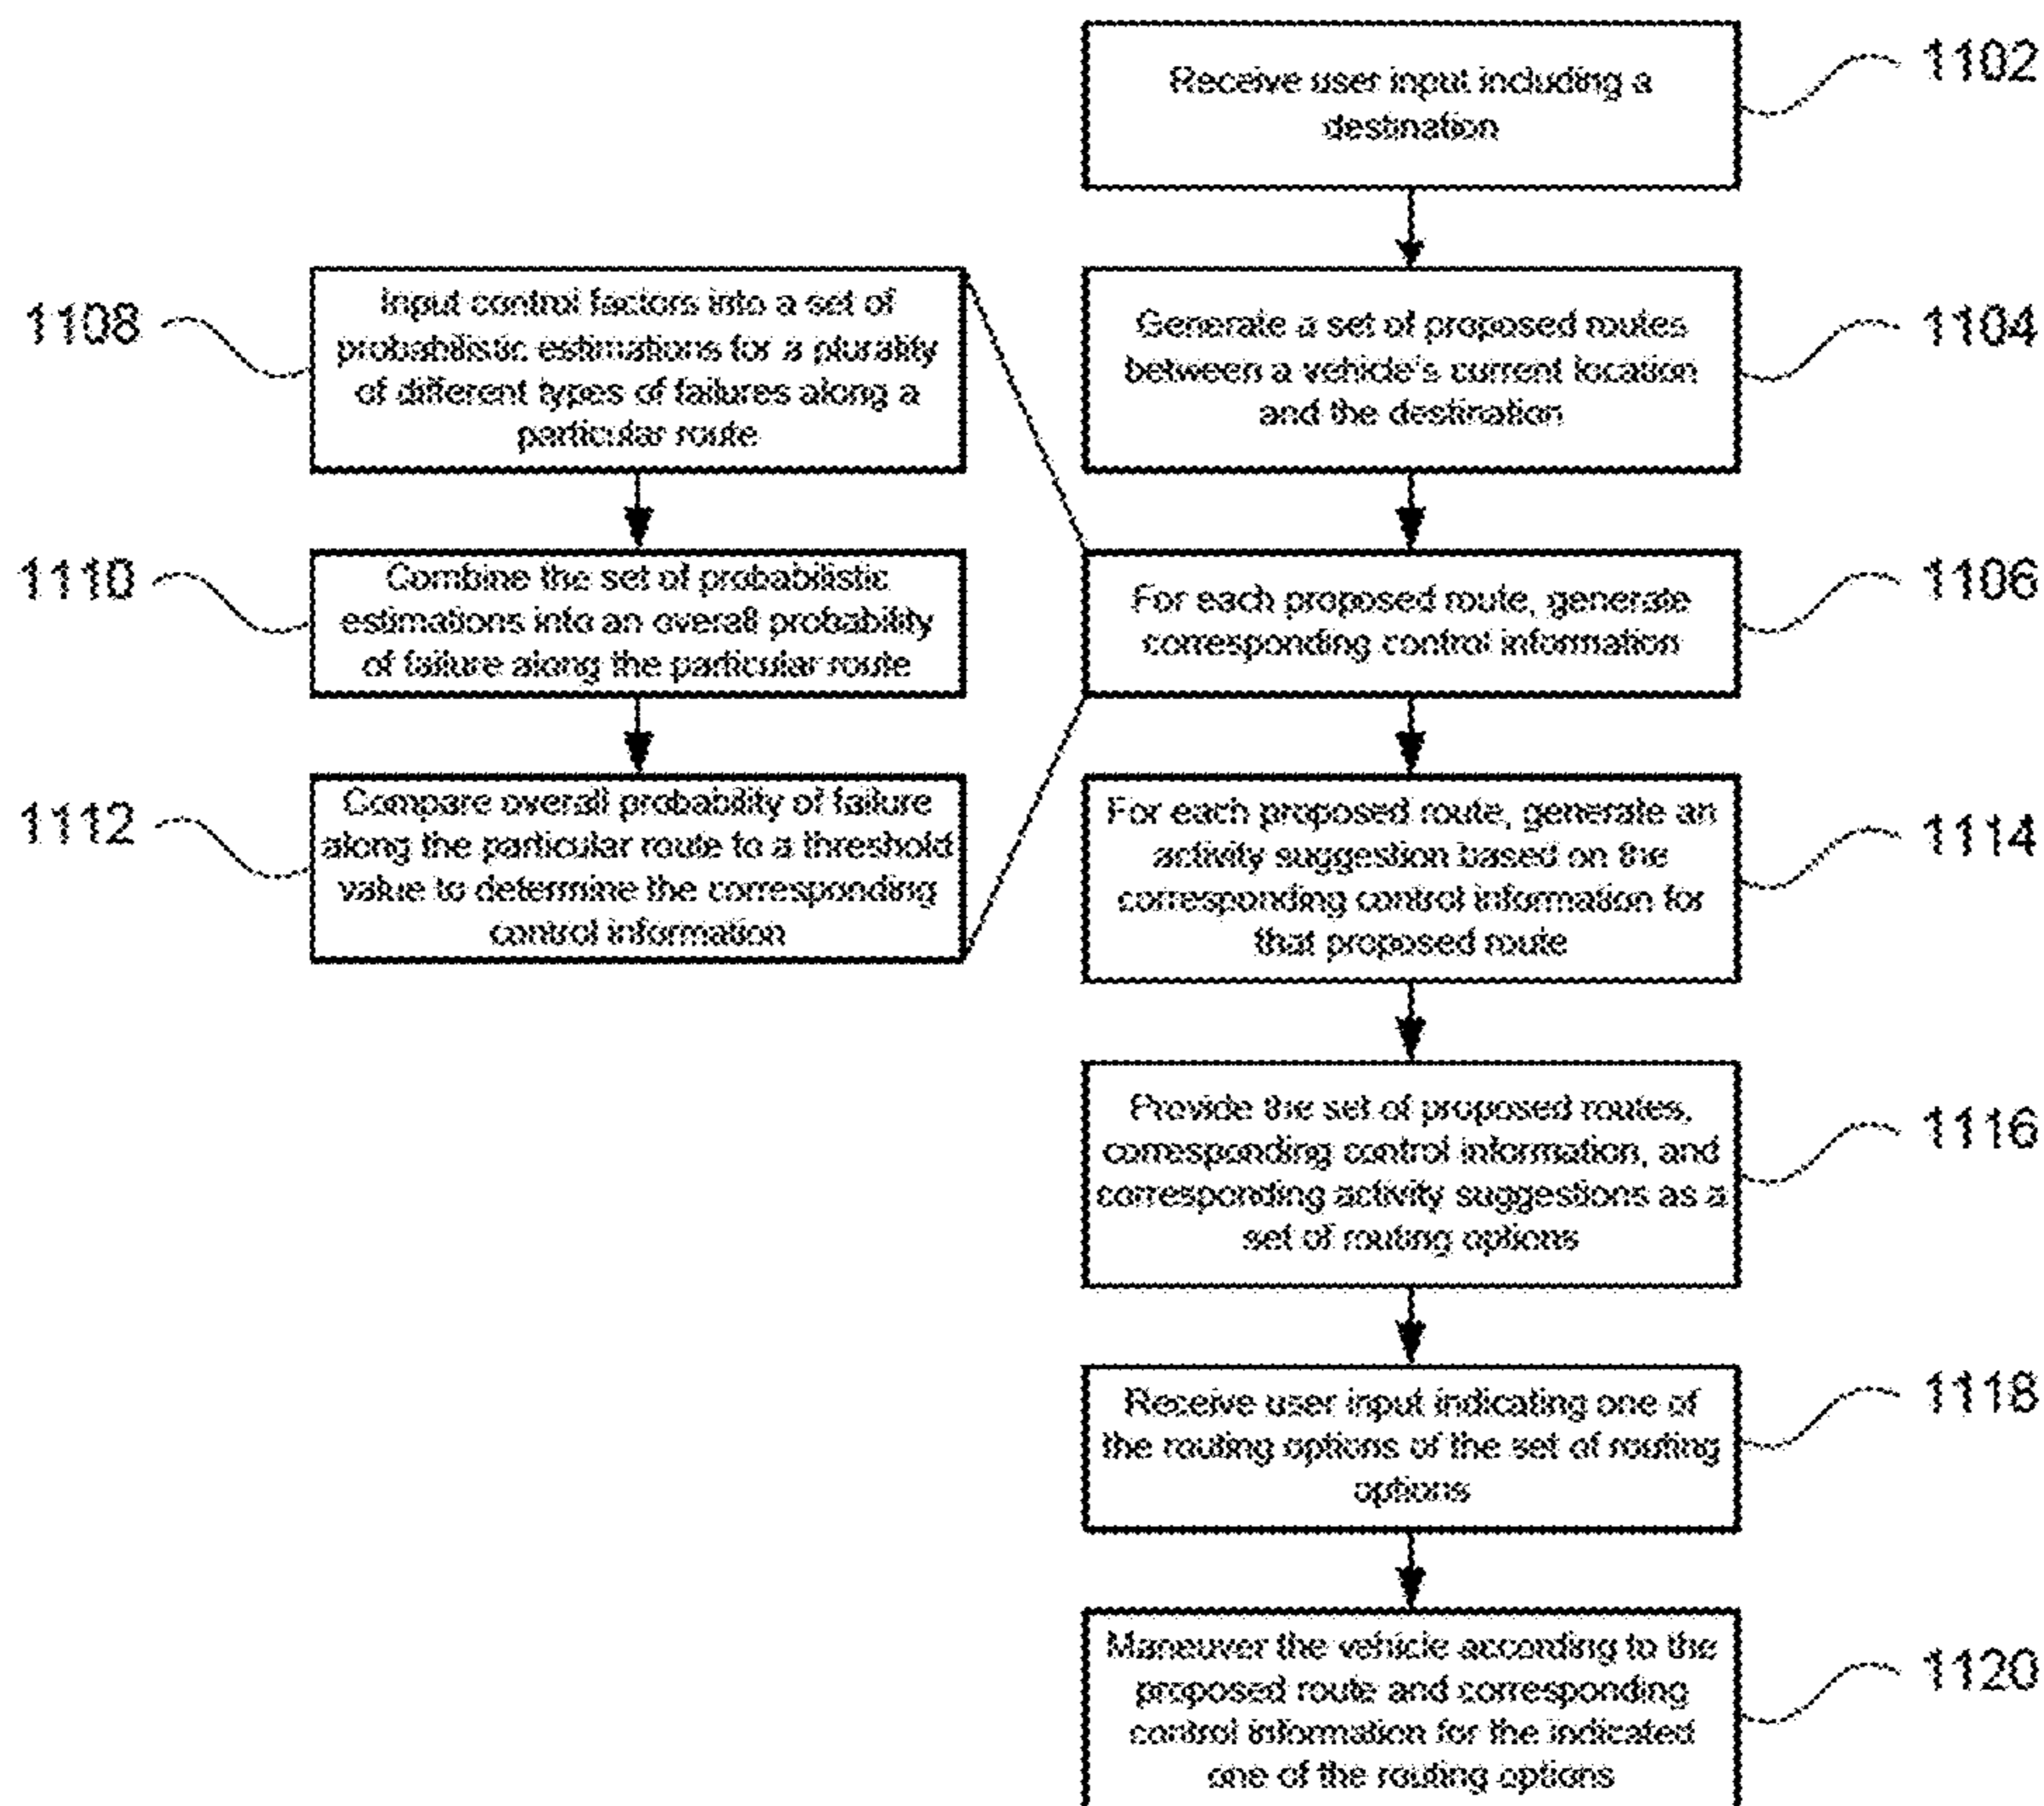 Receive user input including a
destination
1102
Generate a set of proposed routes
between a vehicle's current location
and the destination
1104
For each proposed route, generate
corresponding control information
1106
1108
Input control factors into a set of
probabilistic estimations for a plurality
of different types of failures along a
particular route
1110
Combine the set of probabilistic
estimations into an overall probability
of failure along the particular route
1112
Compare overall probability of failure
along the particular route to a threshold
value to determine the corresponding
control information
For each proposed route, generate an
activity suggestion based on the
corresponding control information for
that proposed route
1114
Provide the set of proposed routes,
corresponding control information, and
corresponding activity suggestions as a
set of routing options
1116
Receive user input indicating one of
the routing options of the set of routing
options
1118
Maneuver the vehicle according to the
proposed route and corresponding
control information for the indicated
one of the routing options
1120